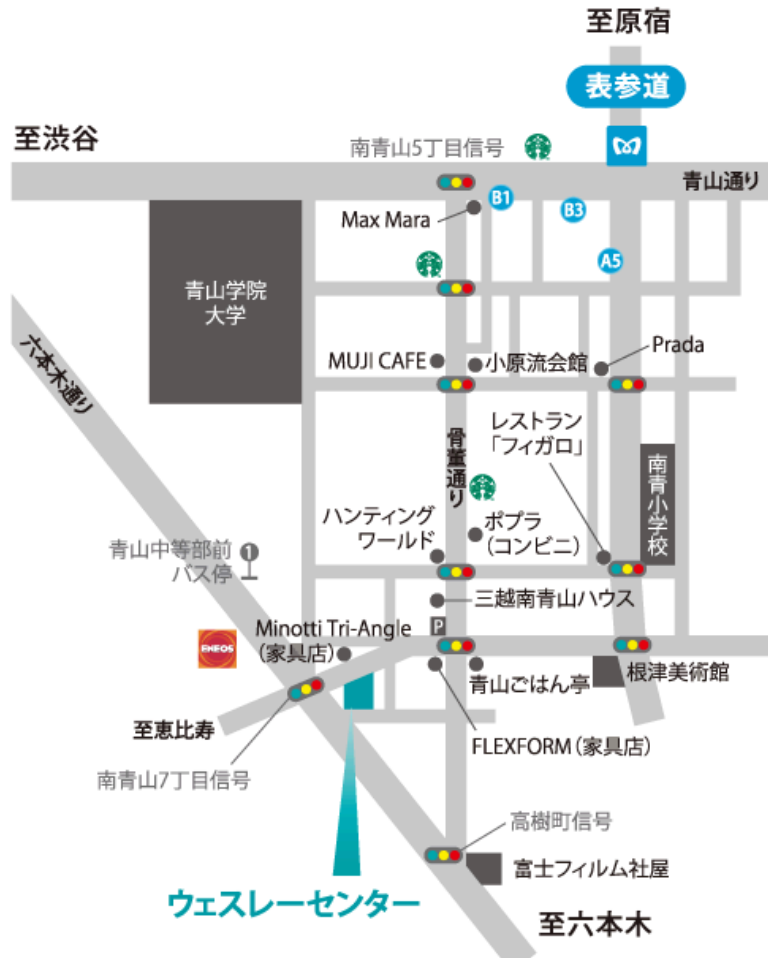 至原宿
表参道
至渋谷
南青山5丁目信号
青山通り
B1
B3
Max Mara
A5
青山学院
大学
MUJI CAFE
小原流会館
Prada
六本木通り
レストラン
「フィガロ」
骨董通り
南青小学校
ハンティング
ワールド
ポプラ
(コンビニ)
青山中等部前
バス停
1
三越南青山ハウス
P
Minotti Tri-Angle
(家具店)
ENEOS
青山ごはん亭
根津美術館
至恵比寿
FLEXFORM(家具店)
南青山7丁目信号
高樹町信号
富士フィルム社屋
ウェスレーセンター
至六本木